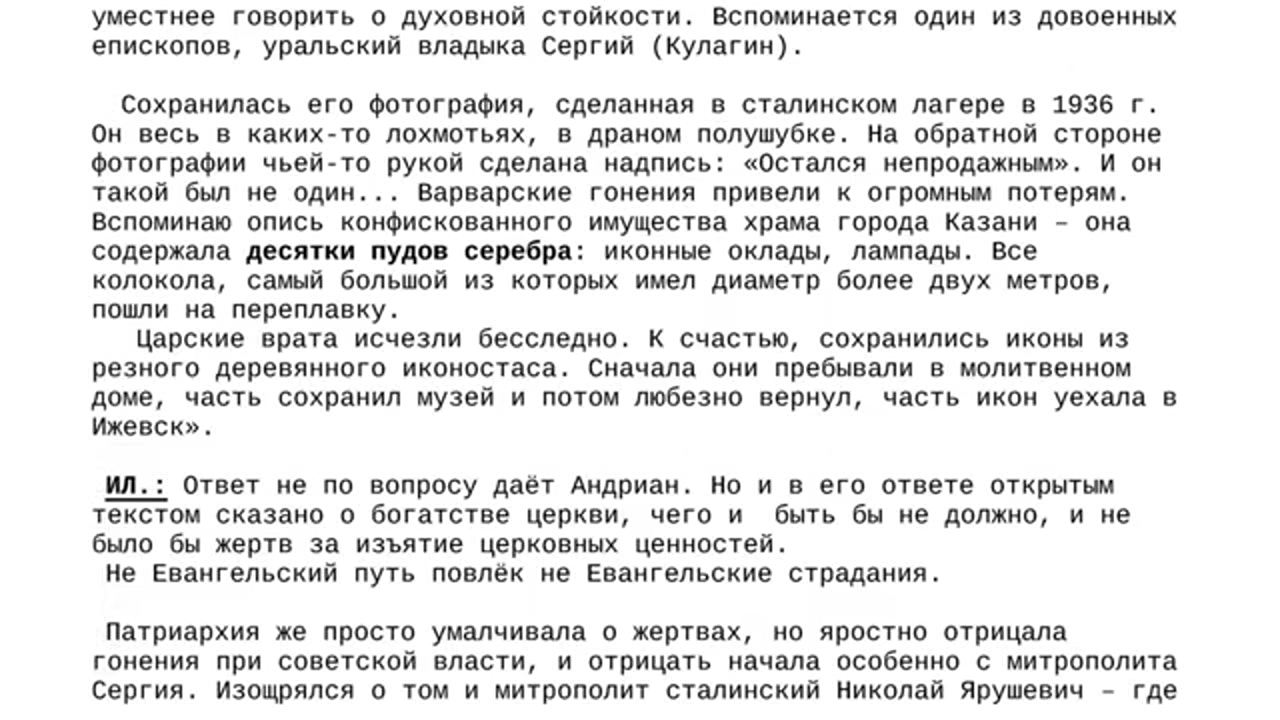 уместнее говорить о духовной стойкости. Вспоминается один из довоенных
епископов, уральский владыка Сергий (Кулагин).
Сохранилась его фотография, сделанная в сталинском лагере в 1936 г.
Он весь в каких-то лохмотьях, в драном полушубке. На обратной стороне
фотографии чьей-то рукой сделана надпись: «Остался непродажным». И он
такой был не один... Варварские гонения привели к огромным потерям.
Вспоминаю опись конфискованного имущества храма города Казани – она
содержала десятки пудов серебра: иконные оклады, лампады. Все
колокола, самый большой из которых имел диаметр более двух метров,
пошли на переплавку.
Царские врата исчезли бесследно. К счастью, сохранились иконы из
резного деревянного иконостаса. Сначала они пребывали в молитвенном
доме, часть сохранил музей и потом любезно вернул, часть икон уехала в
Ижевск».
ИЛ.: Ответ не по вопросу даёт Андриан. Но и в его ответе открытым
текстом сказано о богатстве церкви, чего и  быть бы не должно, и не
было бы жертв за изъятие церковных ценностей.
Не Евангельский путь повлёк не Евангельские страдания.
Патриархия же просто умалчивала о жертвах, но яростно отрицала
гонения при советской власти, и отрицать начала особенно с митрополита
Сергия. Изощрялся о том и митрополит сталинский Николай Ярушевич – где